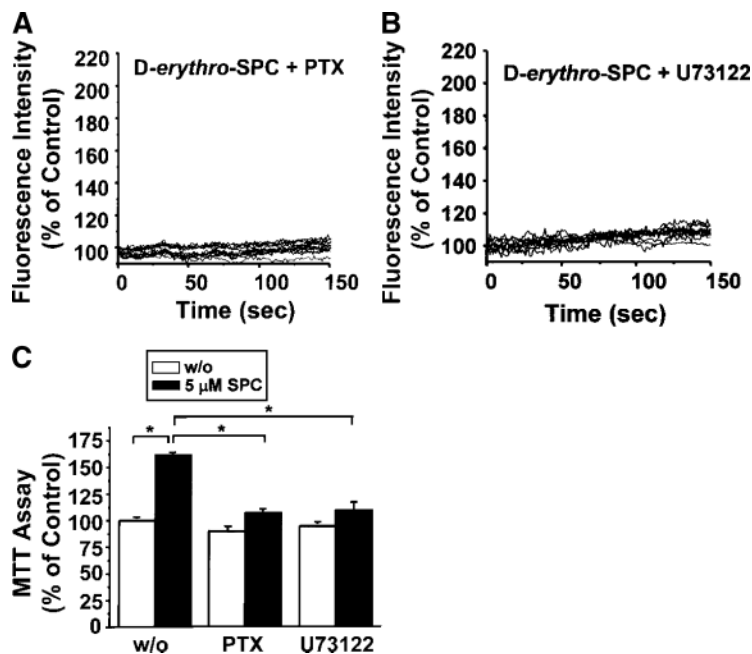 A
Fluorescence Intensity
(% of Control)
220
200
180
160
140
120
100
D-erythro-SPC + PTX
0 50 100 150
Time (sec)
B
Fluorescence Intensity
(% of Control)
220
200
180
160
140
120
100
D-erythro-SPC + U73122
0 50 100 150
Time (sec)
C
w/o
5 μM SPC
MTT Assay
(% of Control)
175
150
125
100
75
50
25
0
*
*
*
w/o PTX U73122